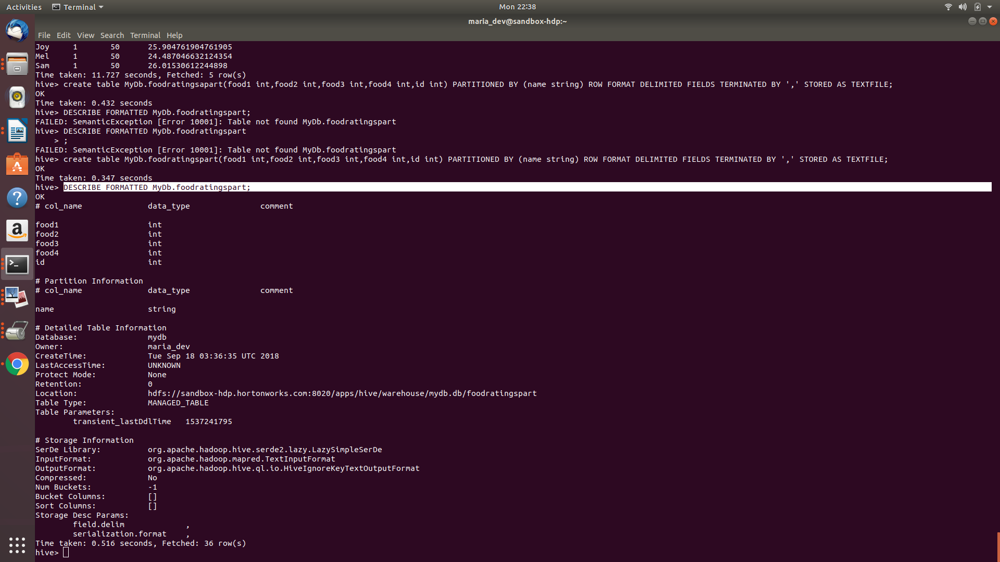 Activities Terminal Mon 22:38
maria_dev@sandbox-hdp:~
File Edit View Search Terminal Help
Joy 1 50 25.904761904761905
Mel 1 50 24.487046632124354
Sam 1 50 26.01530612244898
Time taken: 11.727 seconds, Fetched: 5 row(s)
hive> create table MyDb.foodratingsapart(food1 int,food2 int,food3 int,food4 int,id int) PARTITIONED BY (name string) ROW FORMAT DELIMITED FIELDS TERMINATED BY ',' STORED AS TEXTFILE;
OK
Time taken: 0.432 seconds
hive> DESCRIBE FORMATTED MyDb.foodratingspart;
FAILED: SemanticException [Error 10001]: Table not found MyDb.foodratingspart
hive> DESCRIBE FORMATTED MyDb.foodratingspart
> ;
FAILED: SemanticException [Error 10001]: Table not found MyDb.foodratingspart
hive> create table MyDb.foodratingspart(food1 int,food2 int,food3 int,food4 int,id int) PARTITIONED BY (name string) ROW FORMAT DELIMITED FIELDS TERMINATED BY ',' STORED AS TEXTFILE;
OK
Time taken: 0.347 seconds
hive> DESCRIBE FORMATTED MyDb.foodratingspart;
OK
# col_name data_type comment
food1 int
food2 int
food3 int
food4 int
id int
# Partition Information
# col_name data_type comment
name string
# Detailed Table Information
Database: mydb
Owner: maria_dev
CreateTime: Tue Sep 18 03:36:35 UTC 2018
LastAccessTime: UNKNOWN
Protect Mode: None
Retention: 0
Location: hdfs://sandbox-hdp.hortonworks.com:8020/apps/hive/warehouse/mydb.db/foodratingspart
Table Type: MANAGED_TABLE
Table Parameters:
transient_lastDdlTime 1537241795
# Storage Information
SerDe Library: org.apache.hadoop.hive.serde2.lazy.LazySimpleSerDe
InputFormat: org.apache.hadoop.mapred.TextInputFormat
OutputFormat: org.apache.hadoop.hive.ql.io.HiveIgnoreKeyTextOutputFormat
Compressed: No
Num Buckets: -1
Bucket Columns: []
Sort Columns: []
Storage Desc Params:
field.delim ,
serialization.format ,
Time taken: 0.516 seconds, Fetched: 36 row(s)
hive>